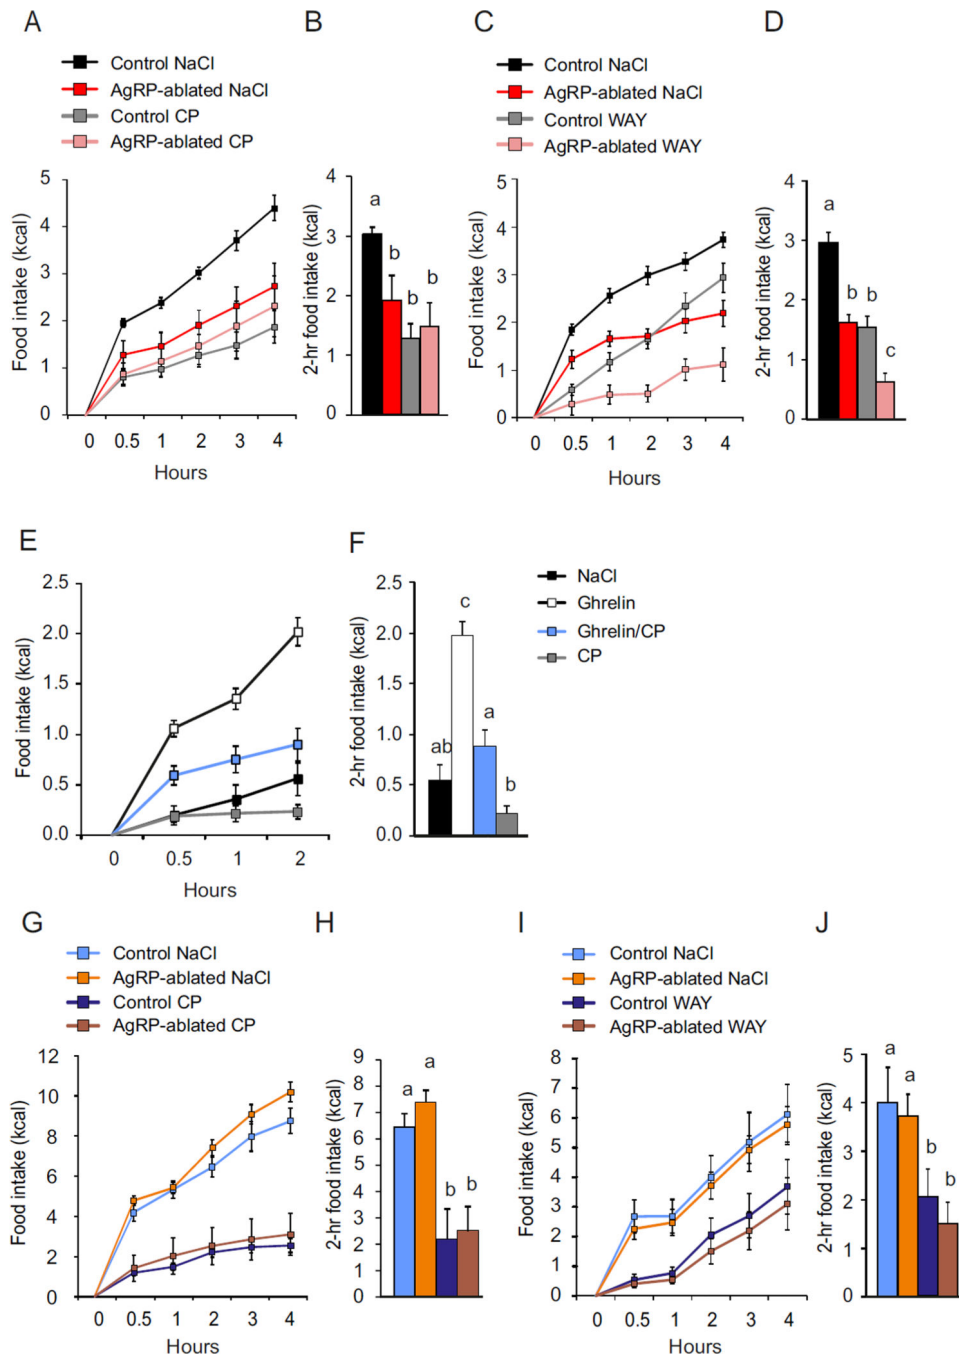 A
Control NaCl
AgRP-ablated NaCl
Control CP
AgRP-ablated CP
Food intake (kcal)
5
4
3
2
1
0
0 0.5 1 2 3 4
Hours
B
2-hr food intake (kcal)
4
3
2
1
0
a
b
b
b
C
Control NaCl
AgRP-ablated NaCl
Control WAY
AgRP-ablated WAY
Food intake (kcal)
5
4
3
2
1
0
0 0.5 1 2 3 4
Hours
D
2-hr food intake (kcal)
4
3
2
1
0
a
b
b
c
E
Food intake (kcal)
2.5
2.0
1.5
1.0
0.5
0.0
0 0.5 1 2
Hours
F
2-hr food intake (kcal)
2.5
2.0
1.5
1.0
0.5
0.0
ab
c
a
b
NaCl
Ghrelin
Ghrelin/CP
CP
G
Control NaCl
AgRP-ablated NaCl
Control CP
AgRP-ablated CP
Food intake (kcal)
12
10
8
6
4
2
0
0 0.5 1 2 3 4
Hours
H
2-hr food intake (kcal)
9
8
7
6
5
4
3
2
1
0
a
a
b
b
I
Control NaCl
AgRP-ablated NaCl
Control WAY
AgRP-ablated WAY
Food intake (kcal)
8
7
6
5
4
3
2
1
0
0 0.5 1 2 3 4
Hours
J
2-hr food intake (kcal)
5
4
3
2
1
0
a
a
b
b